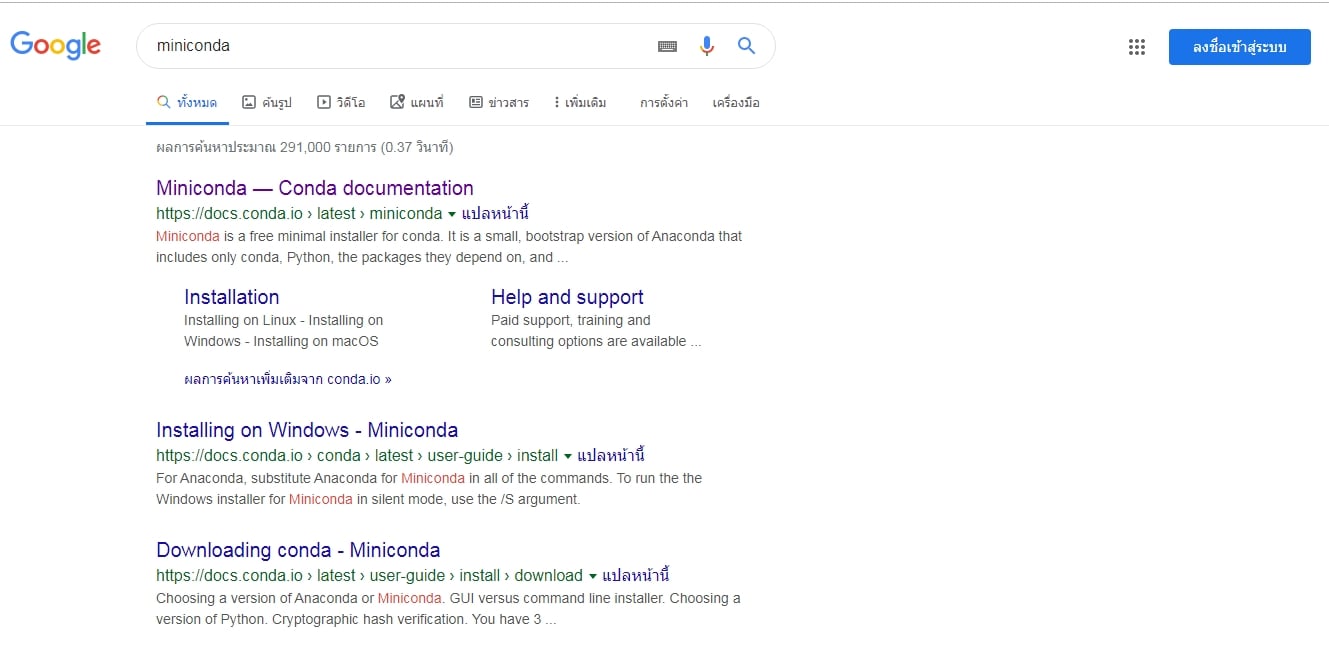 Google
miniconda
ลงชื่อเข้าสู่ระบบ
ทั้งหมด ค้นรูป วิดีโอ แผนที่ ข่าวสาร เพิ่มเติม การตั้งค่า เครื่องมือ
ผลการค้นหาประมาณ 291,000 รายการ (0.37 วินาที)
Miniconda — Conda documentation
https://docs.conda.io › latest › miniconda ▾ แปลหน้านี้
Miniconda is a free minimal installer for conda. It is a small, bootstrap version of Anaconda that
includes only conda, Python, the packages they depend on, and ...
Installation
Installing on Linux - Installing on
Windows - Installing on macOS
Help and support
Paid support, training and
consulting options are available ...
ผลการค้นหาเพิ่มเติมจาก conda.io »
Installing on Windows - Miniconda
https://docs.conda.io › conda › latest › user-guide › install ▾ แปลหน้านี้
For Anaconda, substitute Anaconda for Miniconda in all of the commands. To run the the
Windows installer for Miniconda in silent mode, use the /S argument.
Downloading conda - Miniconda
https://docs.conda.io › latest › user-guide › install › download ▾ แปลหน้านี้
Choosing a version of Anaconda or Miniconda. GUI versus command line installer. Choosing a
version of Python. Cryptographic hash verification. You have 3 ...